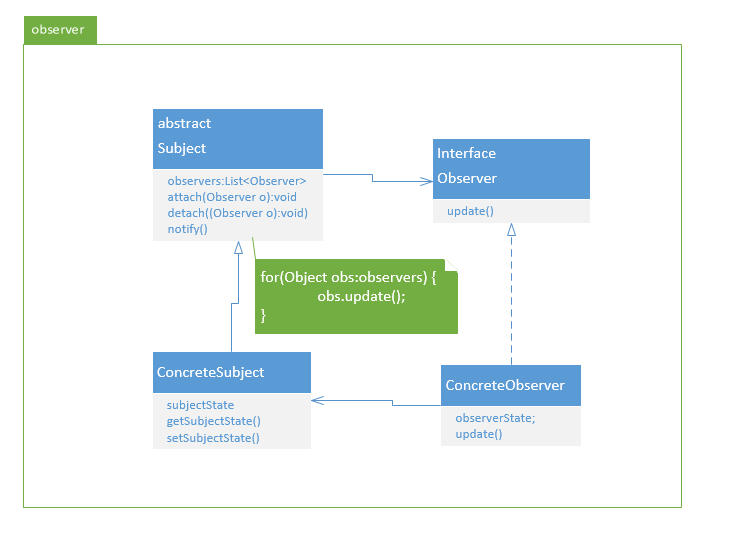 observer
abstract
Subject
observers:List<Observer>
attach(Observer o):void
detach((Observer o):void)
notify()
Interface
Observer
update()
for(Object obs:observers) {
obs.update();
}
ConcreteSubject
subjectState
getSubjectState()
setSubjectState()
ConcreteObserver
observerState;
update()